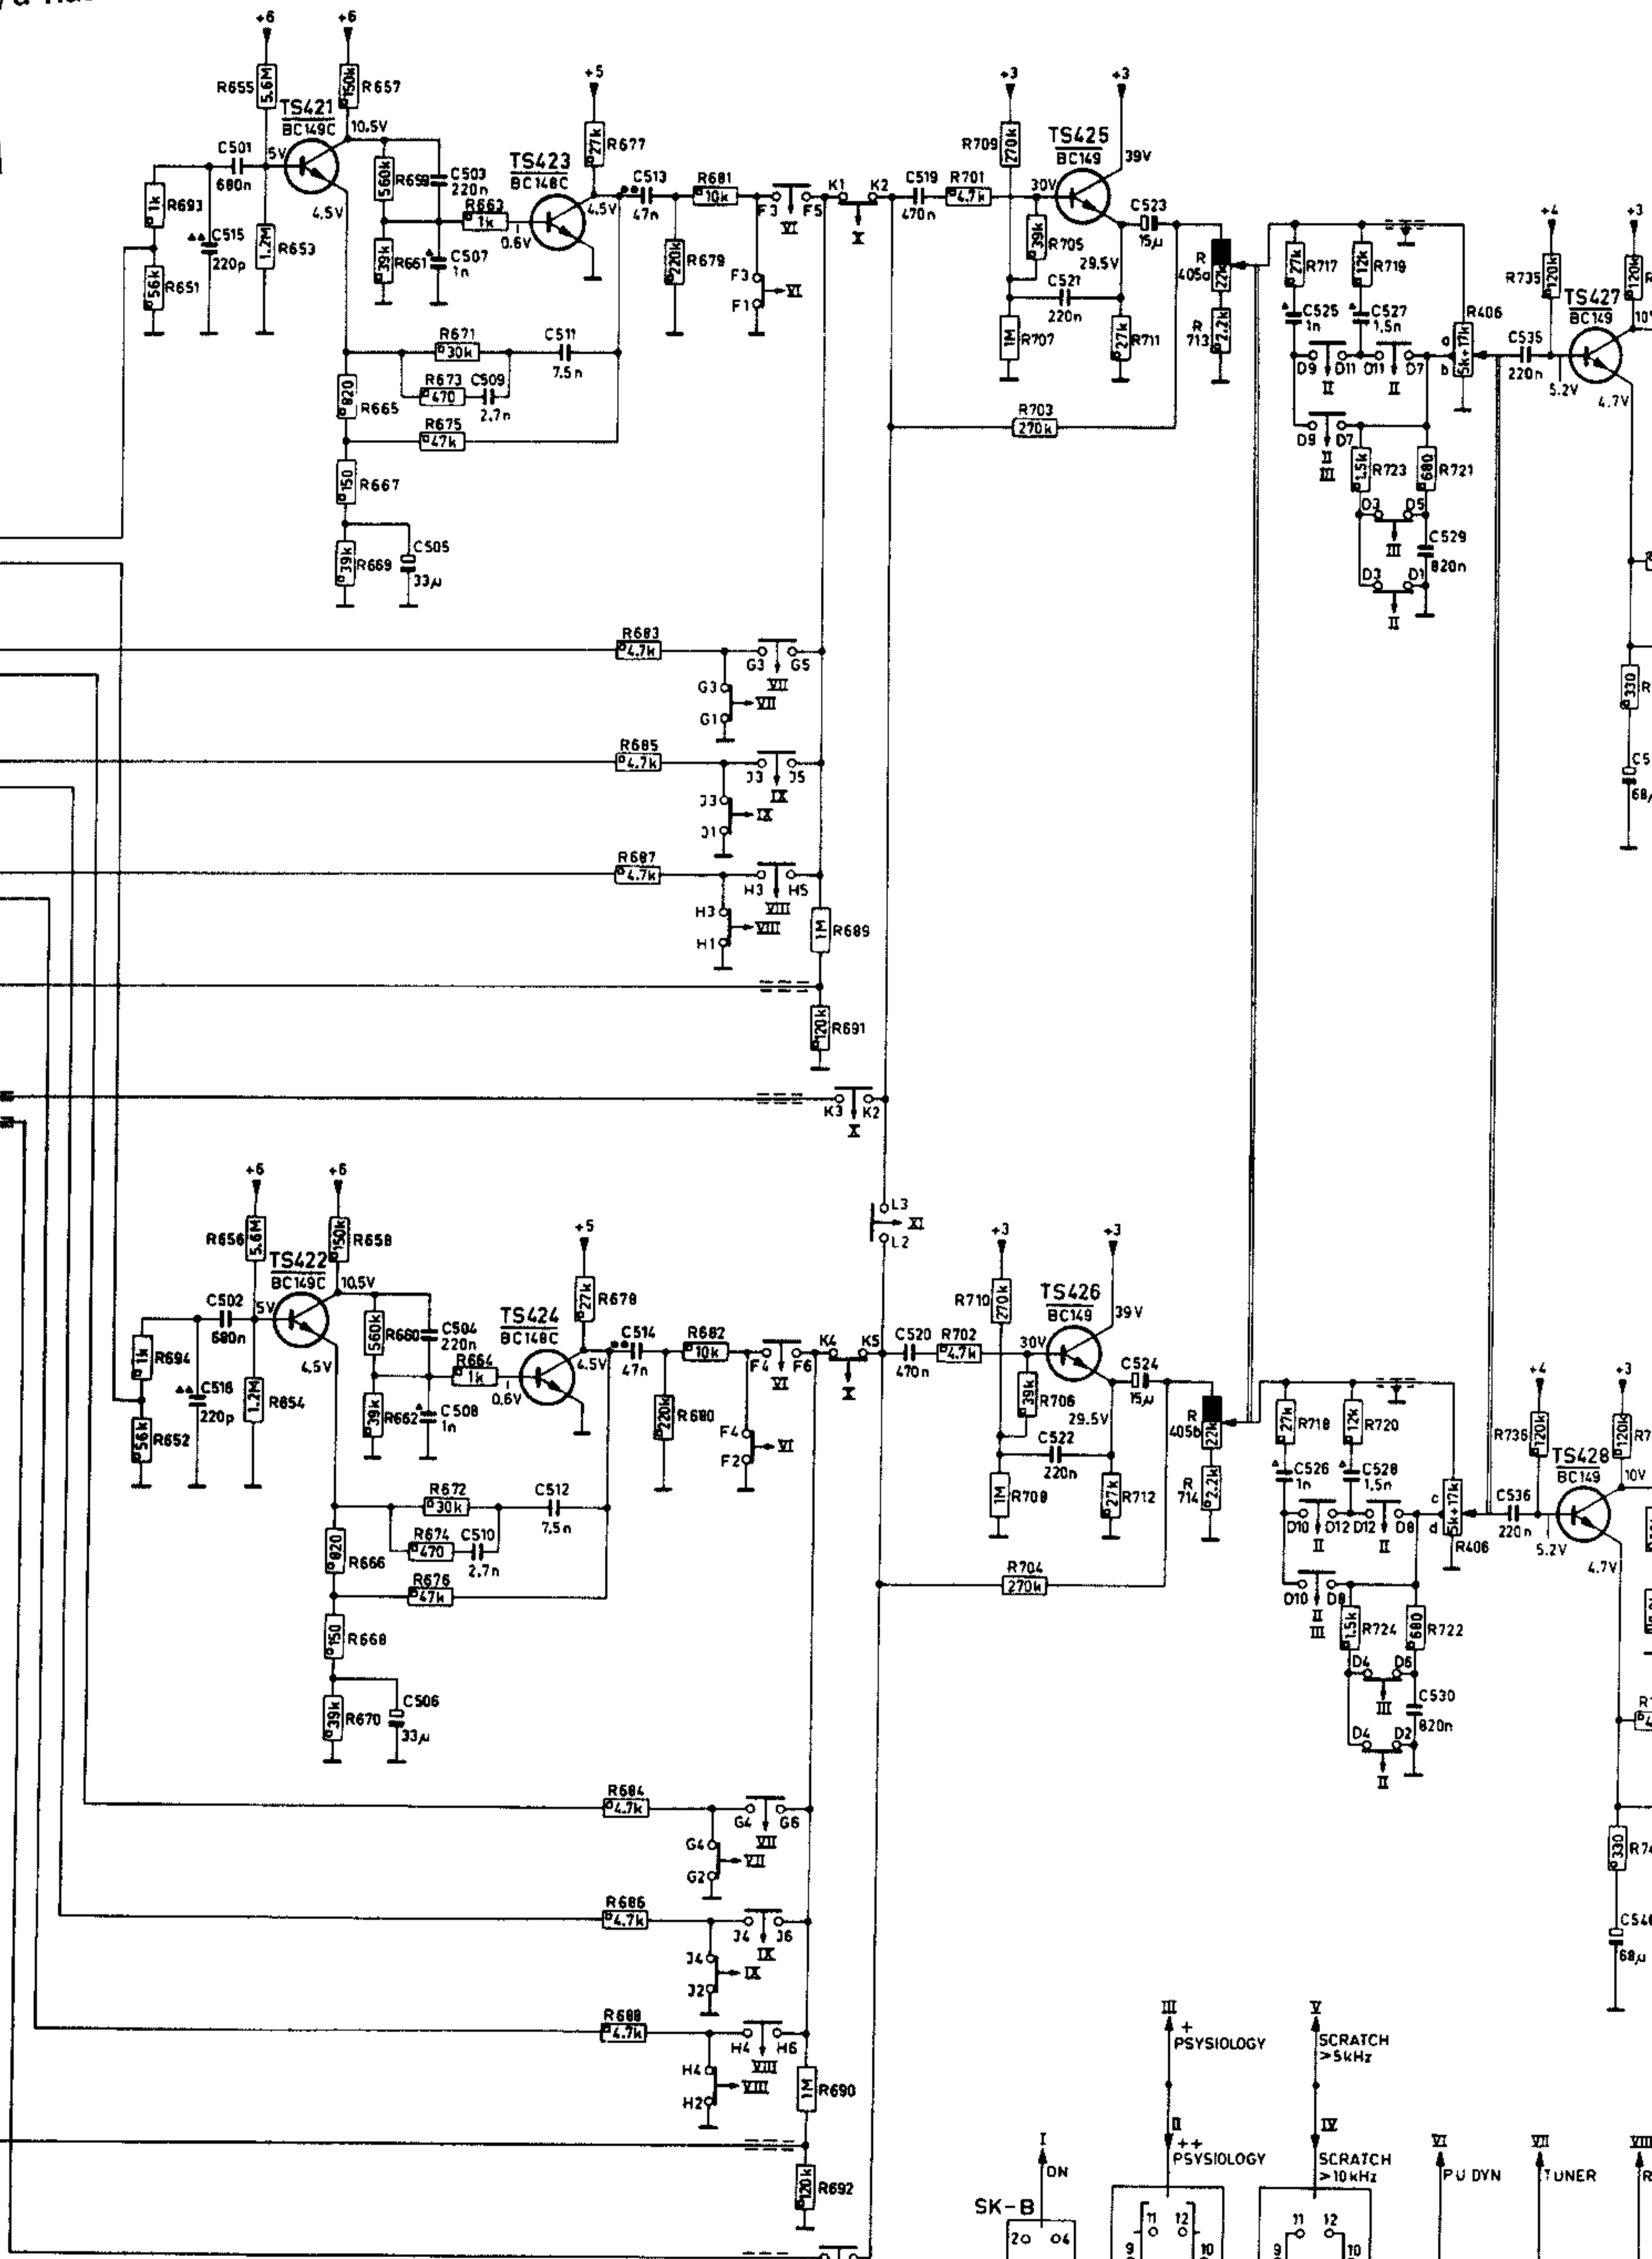 +6
+6
R655
5.6M
150k
R657
TS421
BC149C
10.5V
C501
680n
5V
4.5V
1k
R693
C515
220p
1.2M
R653
56k
R651
560k
R659
C503
220n
39k
R661
C507
1n
R663
1k
0.6V
TS423
BC148C
+5
27k
R677
4.5V
C513
47n
R681
10k
220k
R679
F3
F5
VI
F3
F1
VI
K1
K2
X
R671
30k
C511
7.5n
R673
470
C509
2.7n
R675
47k
820
R665
150
R667
39k
R669
C505
33μ
C519
470n
R701
4.7k
+3
R709
270k
TS425
BC149
+3
39V
30V
39k
R705
29.5V
C521
220n
1M
R707
27k
R711
C523
15μ
R
405a
22k
R
713
2.2k
R703
270k
27k
R717
12k
R719
C525
1n
C527
1,5n
D9
D11
D11
D7
II
II
D9
D7
II
III
1.5k
R723
680
R721
D3
D5
III
C529
820n
D3
D1
II
R406
a
b
5k+17k
C535
220n
+4
R735
120k
TS427
BC149
+3
120k
5.2V
4.7V
330
68μ
R683
4.7k
G3
G5
VII
G3
G1
VII
R685
4.7k
J3
J5
IX
J3
J1
IX
R687
4.7k
H3
H5
VIII
H3
H1
VIII
1M
R689
120k
R691
K3
K2
X
L3
XI
L2
+6
+6
R656
5.6M
150k
R658
TS422
BC149C
10.5V
C502
680n
5V
4,5V
1k
R694
C516
220p
1.2M
R654
56k
R652
560k
R660
C504
220n
39k
R662
C508
1n
R664
1k
0.6V
TS424
BC148C
+5
27k
R678
4.5V
C514
47n
R682
10k
220k
R680
F4
F6
VI
F4
F2
VI
K4
K5
X
R672
30k
C512
7,5n
R674
470
C510
2,7n
R676
47k
820
R666
150
R668
39k
R670
C506
33μ
C520
470n
R702
4.7k
+3
R710
270k
TS426
BC149
+3
39V
30V
39k
R706
29.5V
C522
220n
1M
R708
27k
R712
C524
15μ
R
405b
22k
R
714
2.2k
R704
270k
27k
R718
12k
R720
C526
1n
C528
1,5n
D10
D12
D12
D8
II
II
D10
D8
II
III
1.5k
R724
680
R722
D4
D6
III
C530
820n
D4
D2
II
c
d
5k+17k
R406
C536
220n
+4
R736
120k
TS428
BC149
+3
120k
10V
5.2V
4.7V
330
68μ
R684
4.7k
G4
G6
VII
G4
G2
VII
R686
4.7k
J4
J6
IX
J4
J2
IX
R688
4.7k
H4
H6
VIII
H4
H2
VIII
1M
R690
120k
R692
III
+
PSYSIOLOGY
II
++
PSYSIOLOGY
V
SCRATCH
>5kHz
IV
SCRATCH
>10kHz
I
ON
VI
PU DYN
VII
TUNER
VIII
SK-B
2
4
11
12
9
10
11
12
9
10